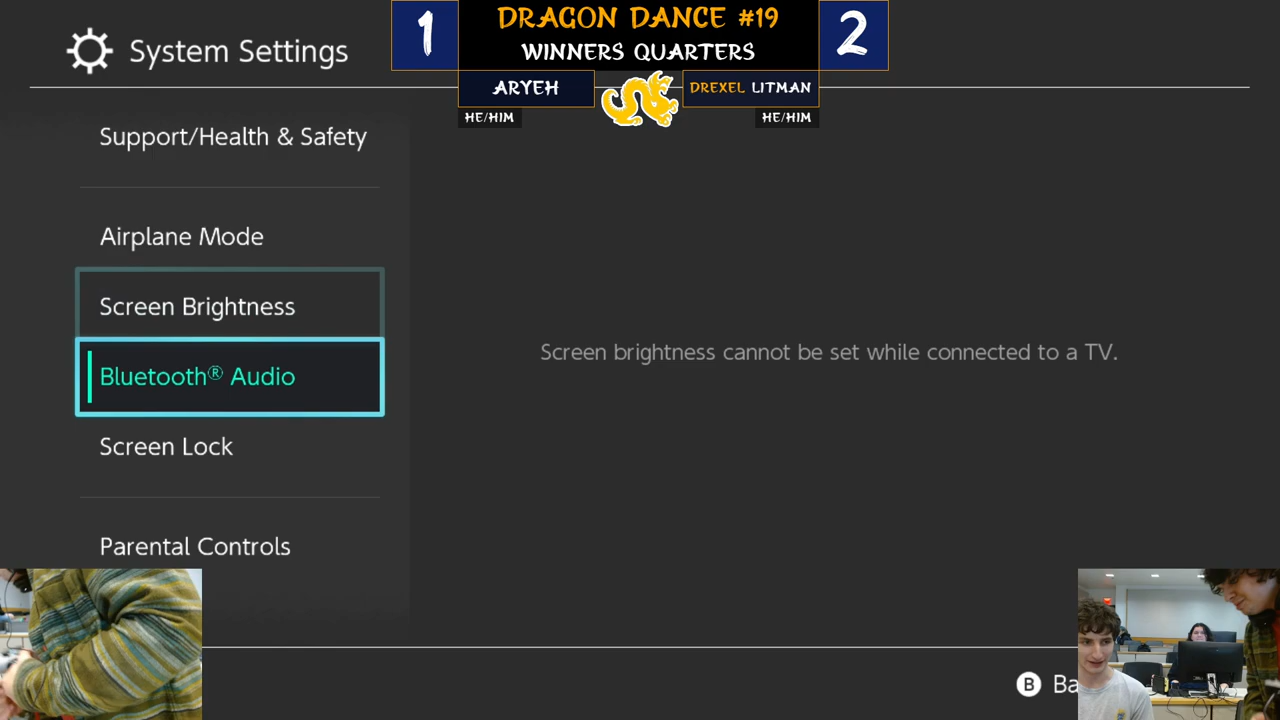 System Settings
1
DRAGON DANCE #19
WINNERS QUARTERS
2
ARYEH
DREXEL LITMAN
HE/HIM
HE/HIM
Support/Health & Safety
Airplane Mode
Screen Brightness
Bluetooth® Audio
Screen Lock
Parental Controls
Screen brightness cannot be set while connected to a TV.
B Ba